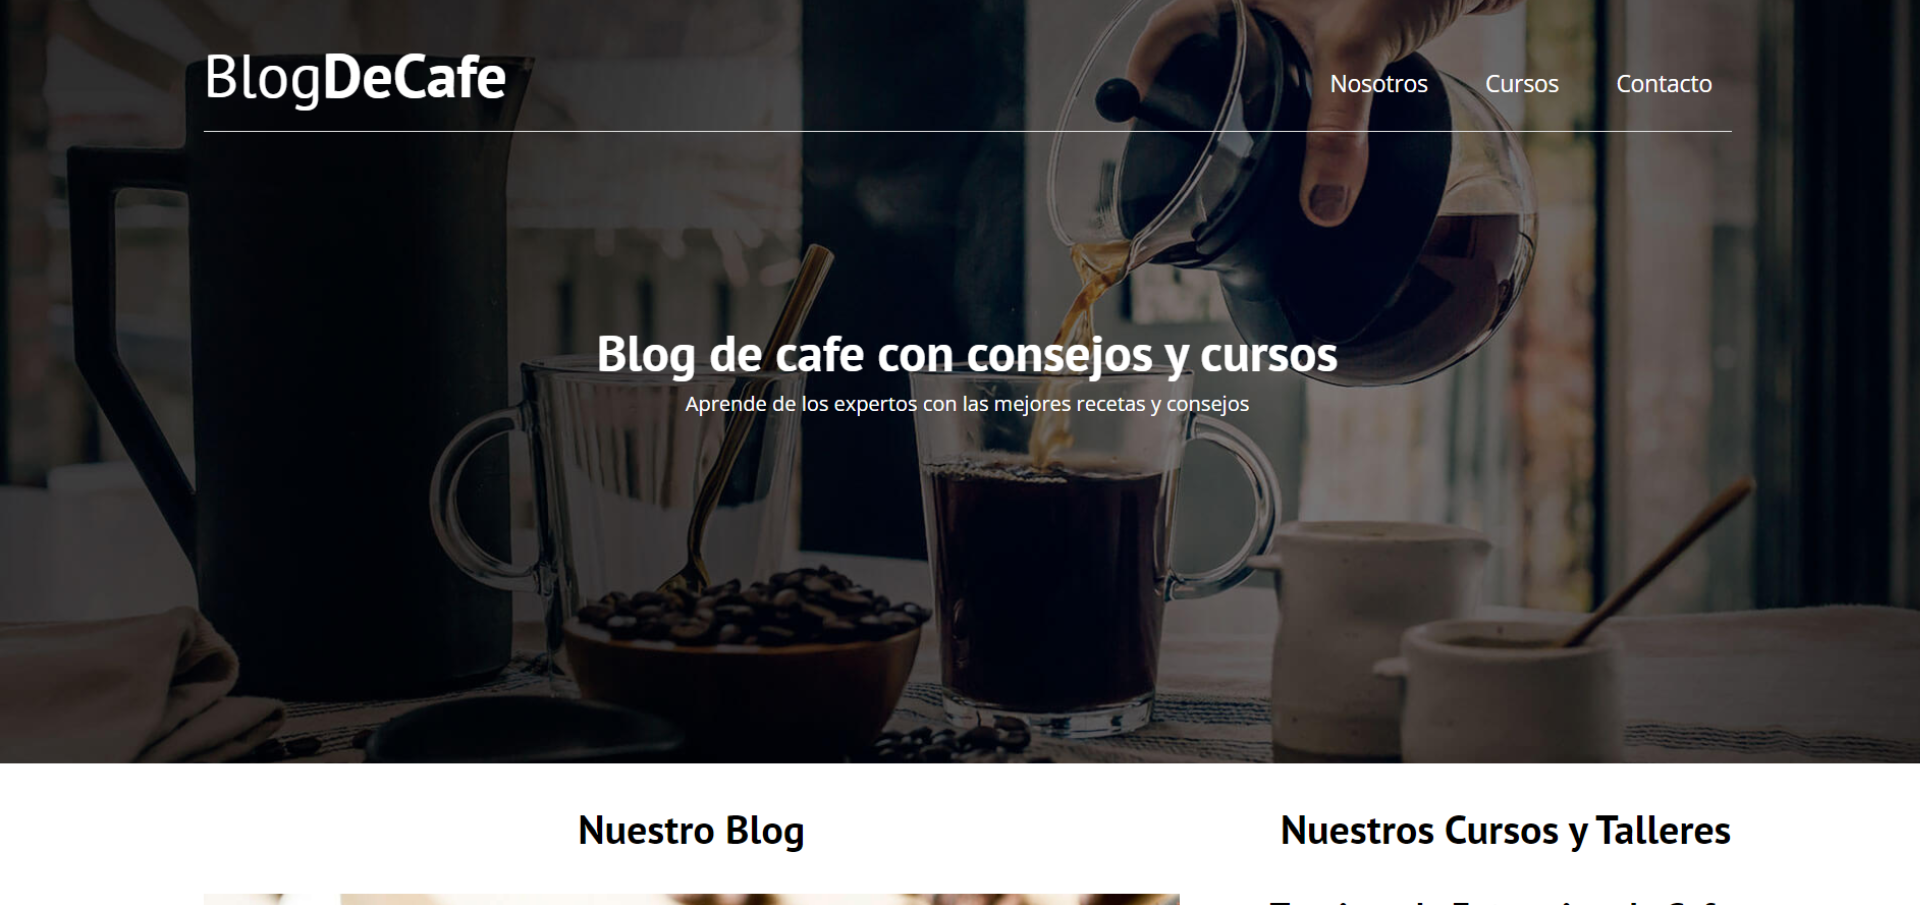 BlogDeCafe
Nosotros Cursos Contacto
Blog de cafe con consejos y cursos
Aprende de los expertos con las mejores recetas y consejos
Nuestro Blog
Nuestros Cursos y Talleres